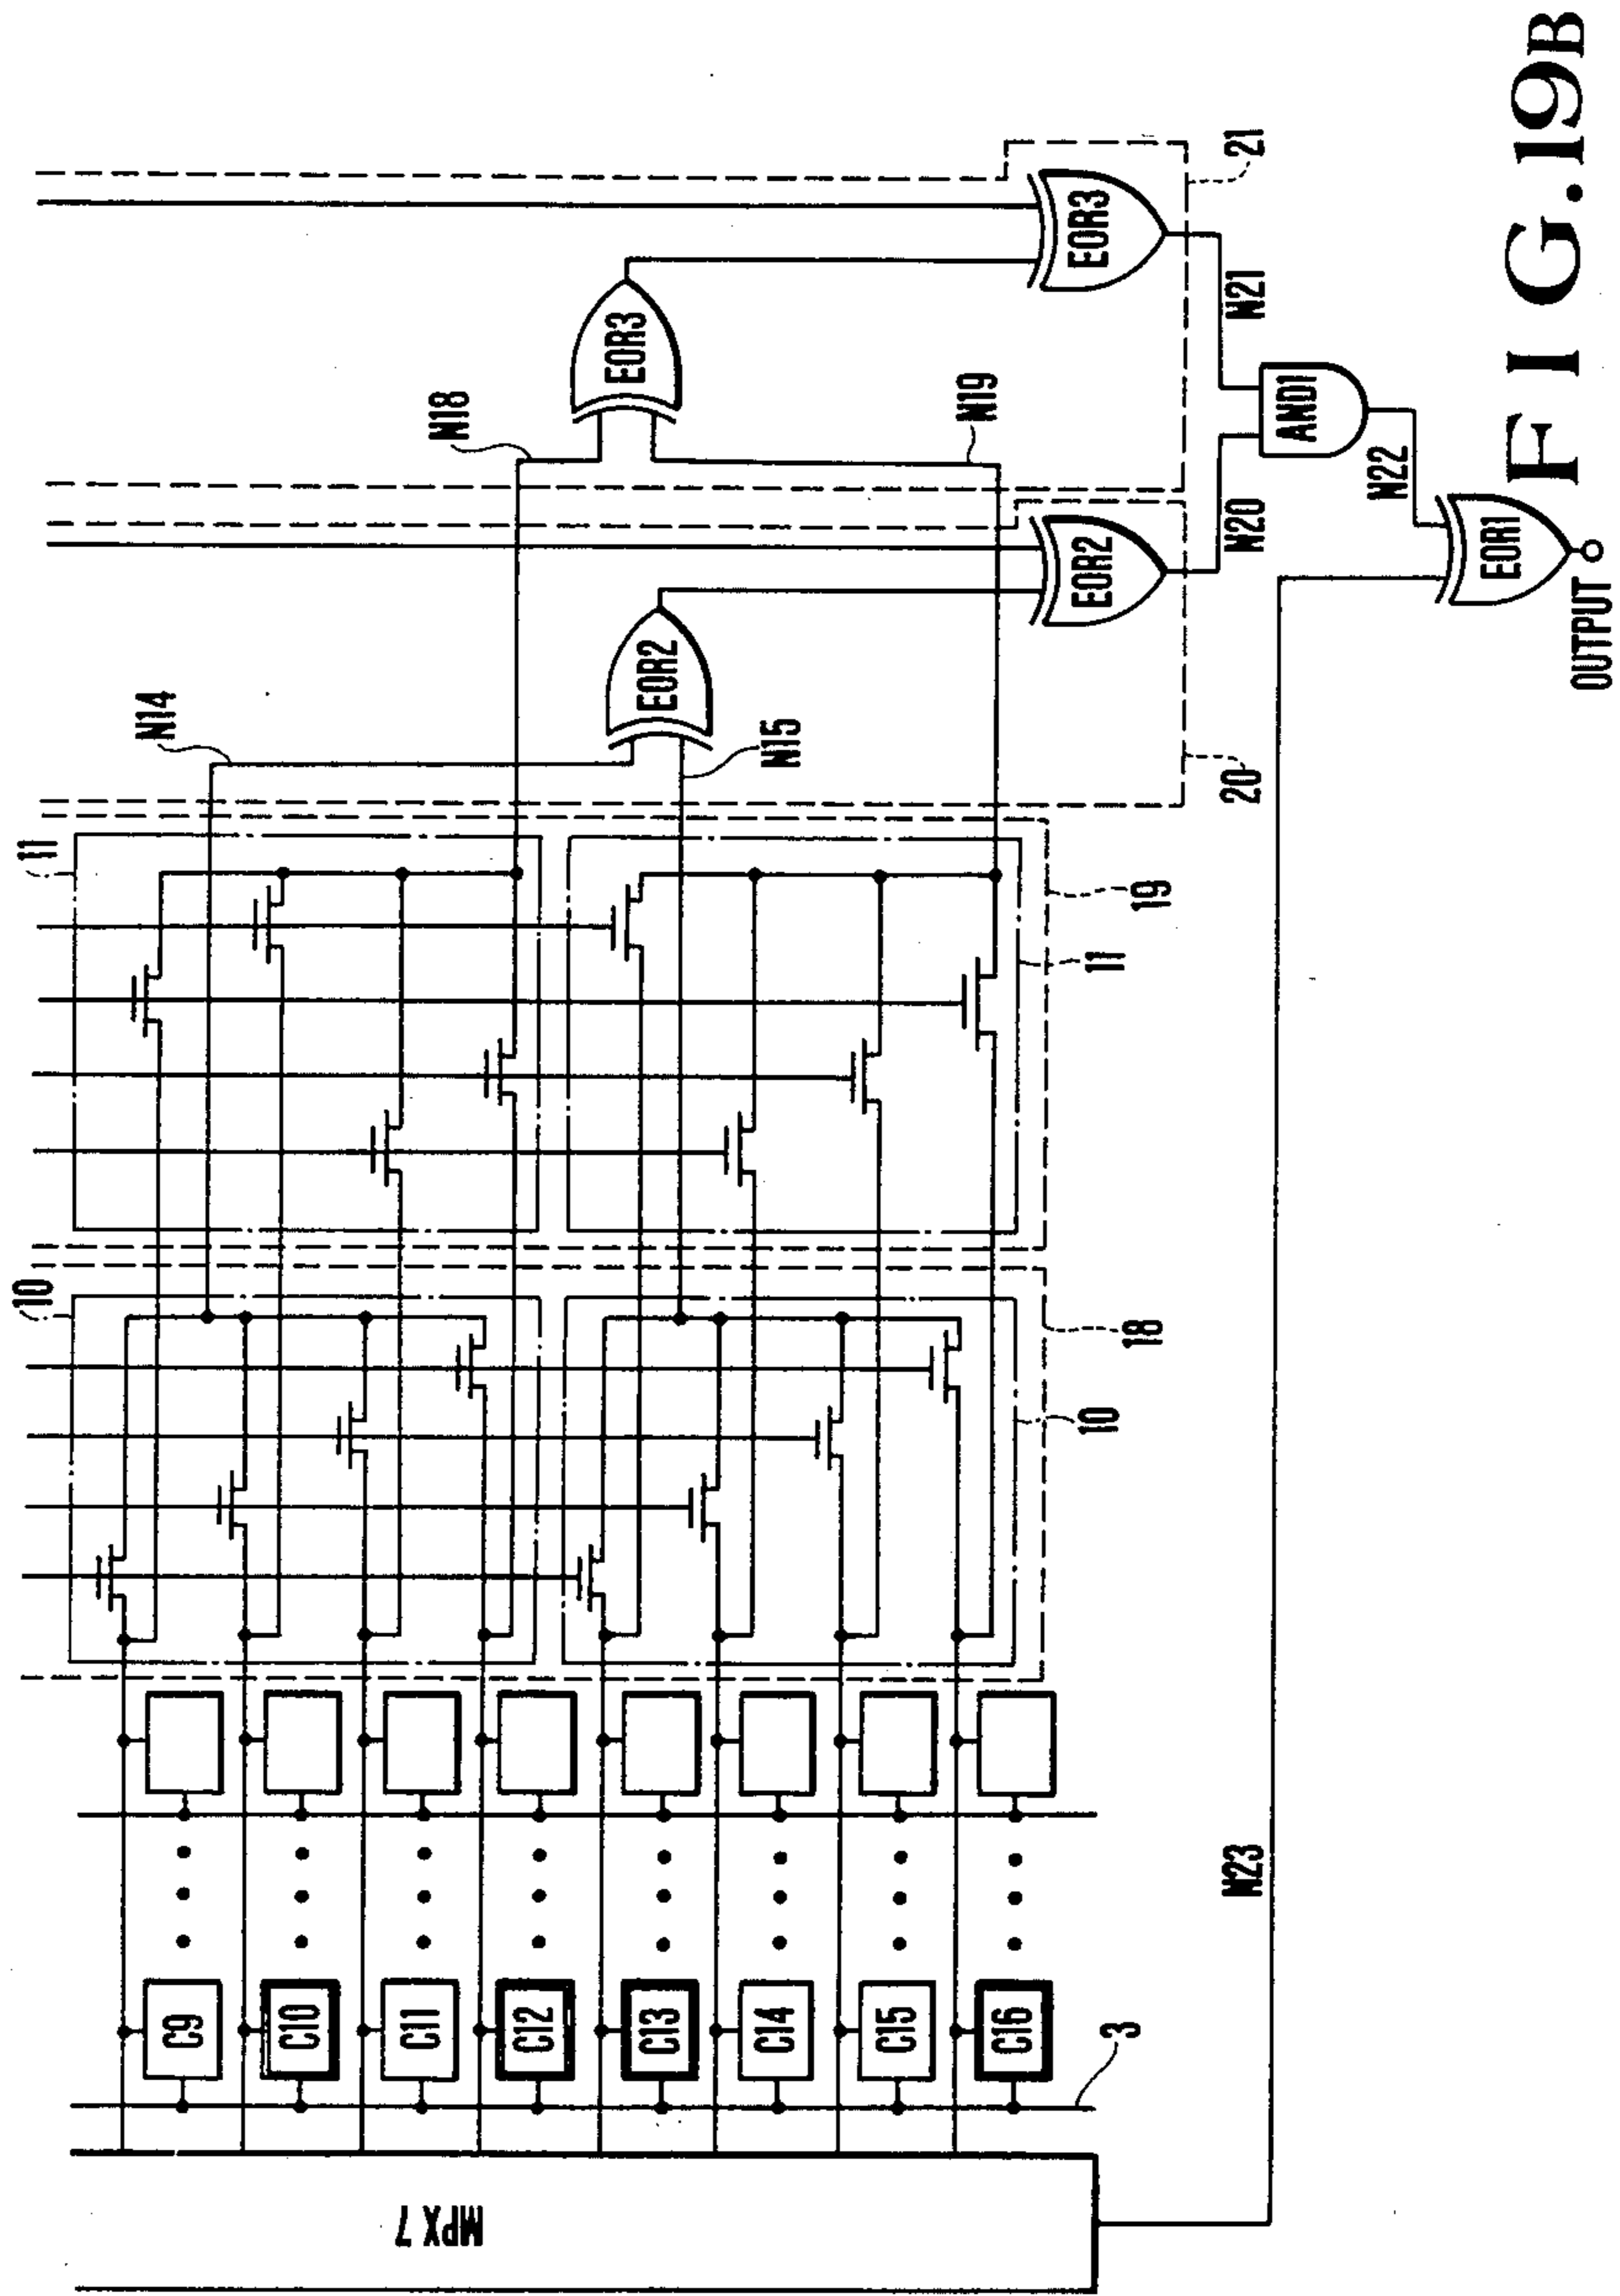 11
10
N14
N18
EOR3
EOR2
N15
N19
EOR3
EOR2
21
20
19
11
18
10
N21
N20
AND1
N22
EOR1
OUTPUT
C9
C10
C11
C12
C13
C14
C15
C16
3
MPX 7
N23
FIG.19B